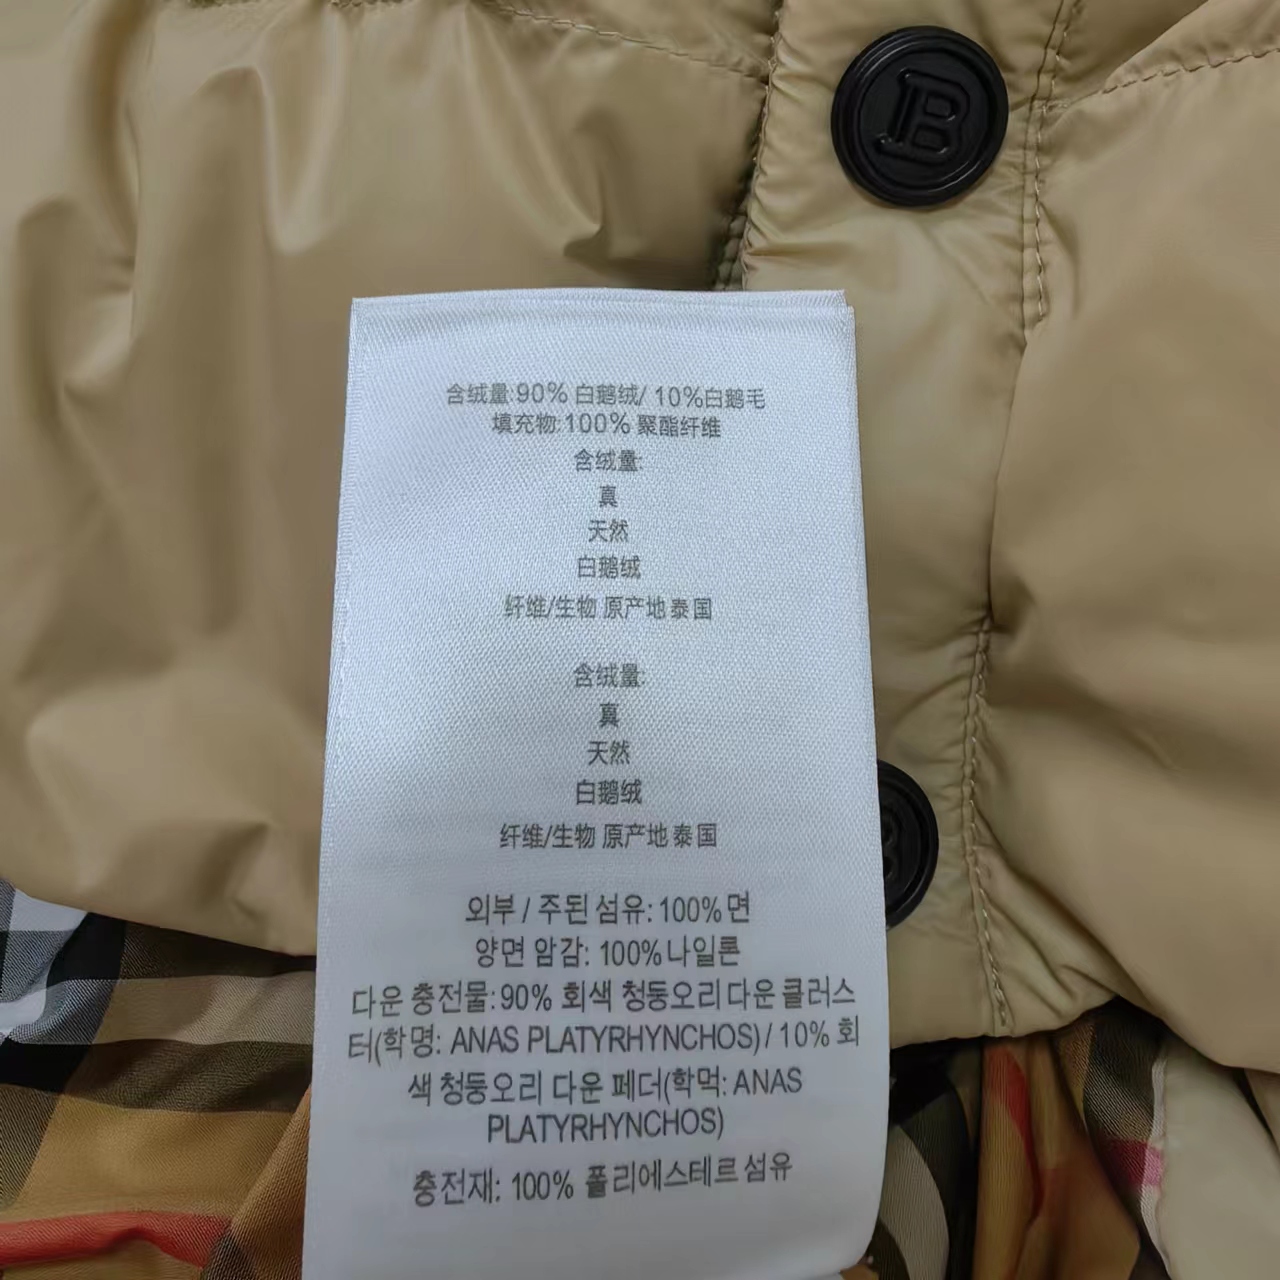 B
含绒量:90% 白鹅绒/ 10%白鹅毛
填充物:100% 聚酯纤维
含绒量:
真
天然
白鹅绒
纤维/生物 原产地 泰国
含绒量:
真
天然
白鹅绒
纤维/生物 原产地 泰国
외부 / 주된 섬유: 100% 면
양면 암감: 100% 나일론
다운 충전물: 90% 회색 청둥오리 다운 클러스
터(학명: ANAS PLATYRHYNCHOS) / 10% 회
색 청둥오리 다운 페더(학먹: ANAS
PLATYRHYNCHOS)
충전재: 100% 폴리에스테르 섬유